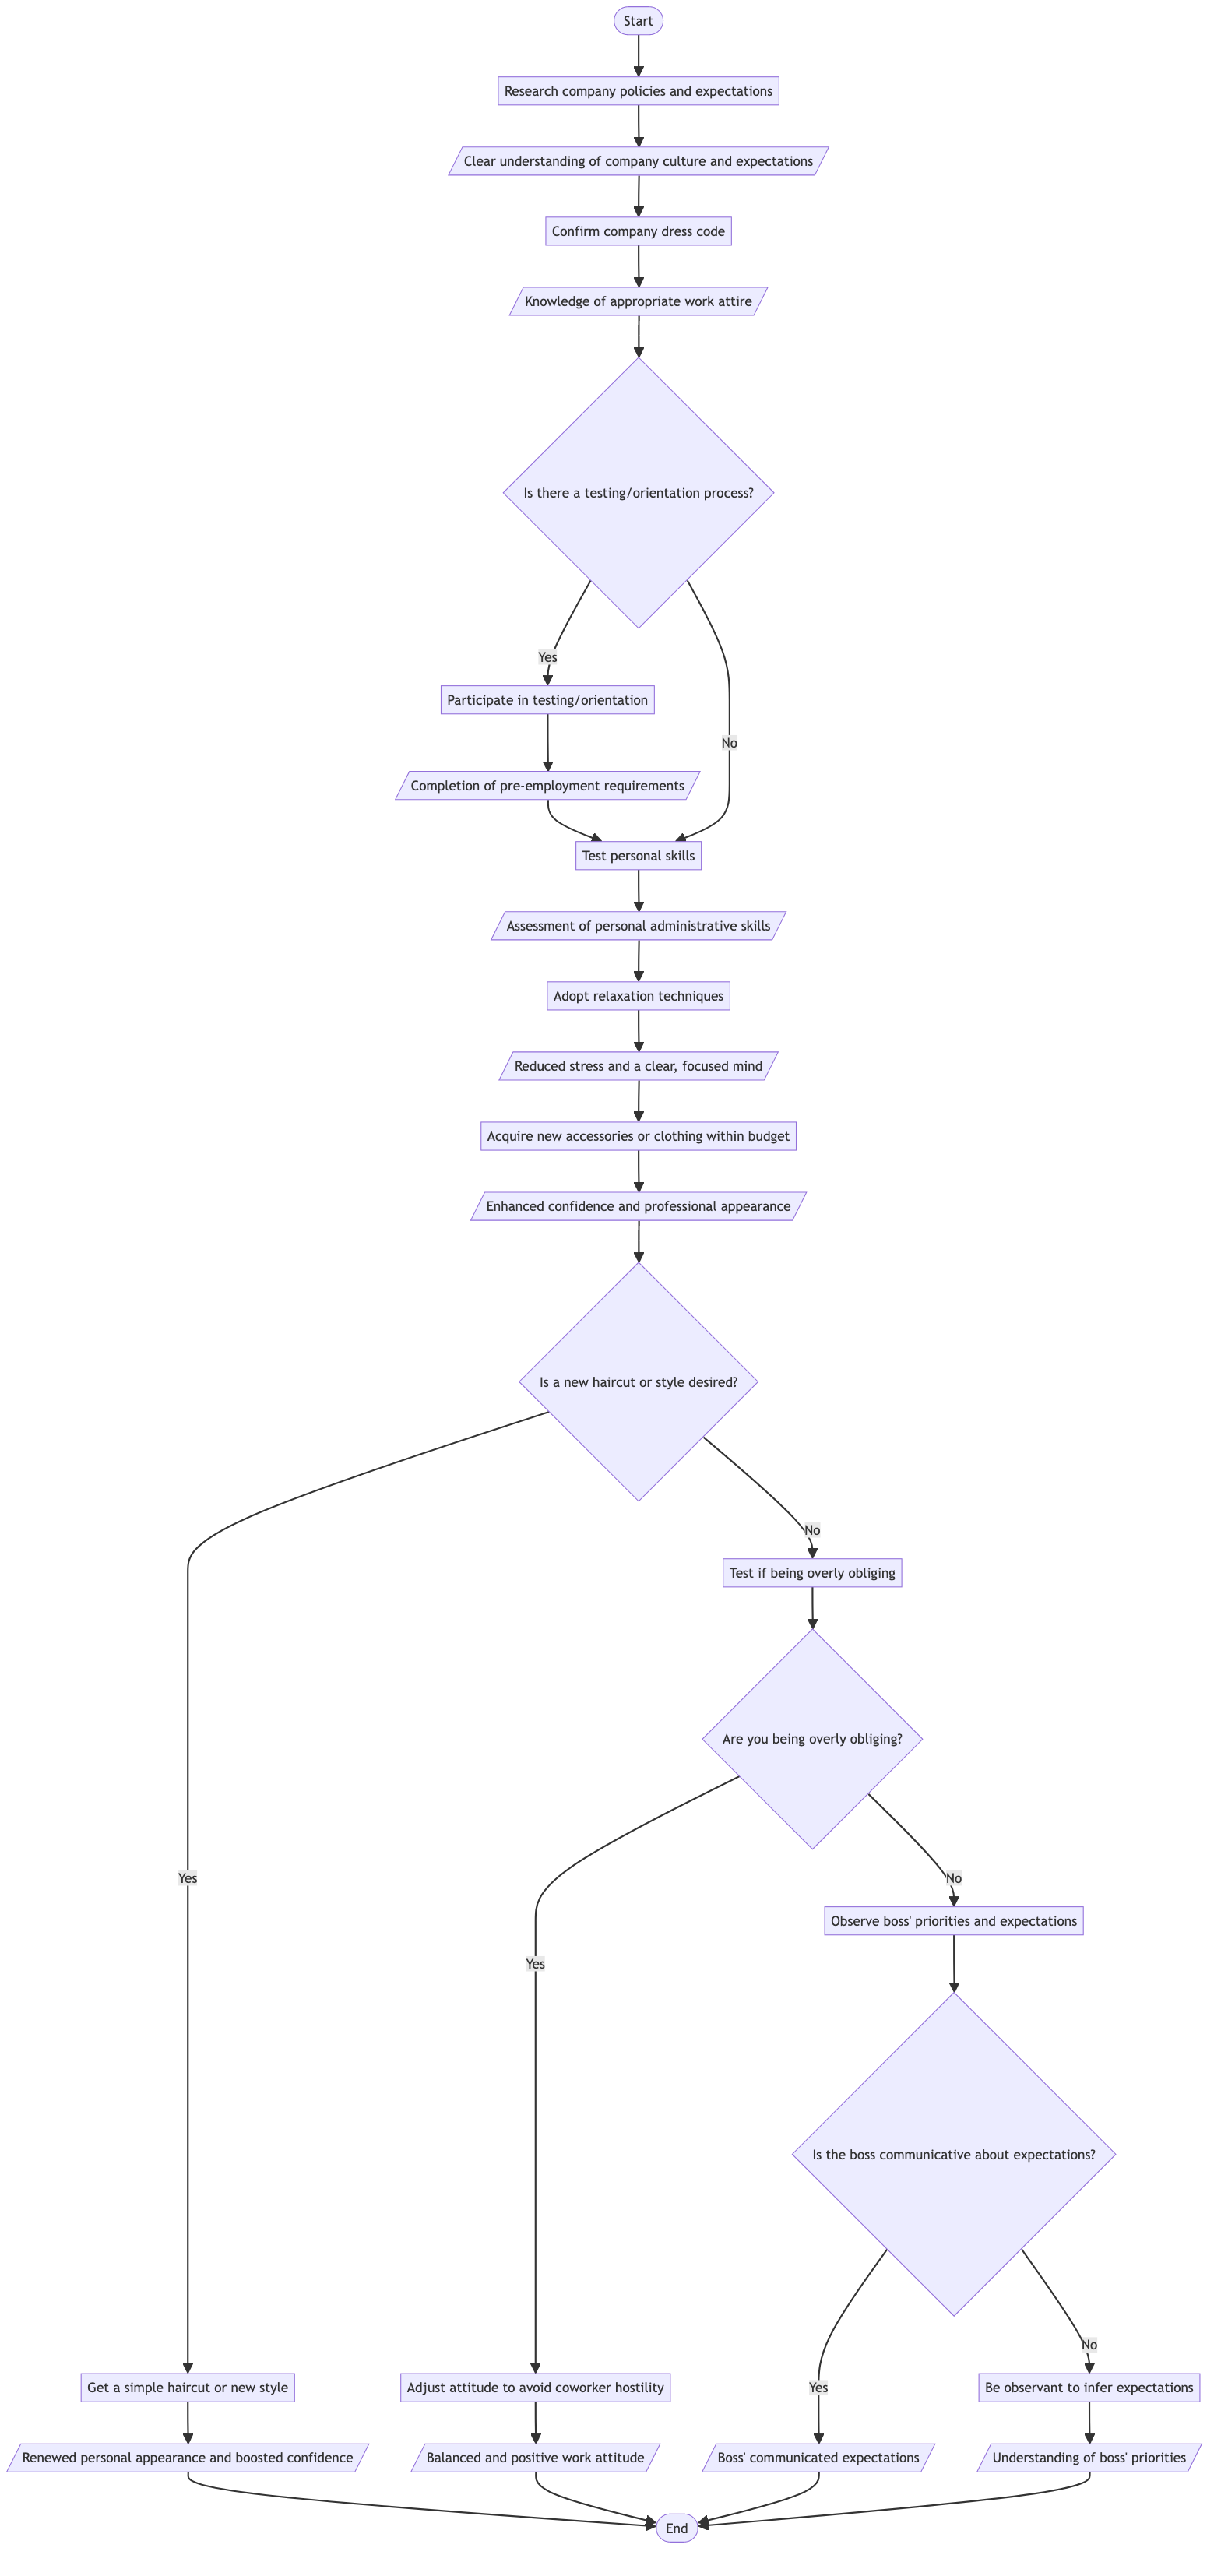 Start
Research company policies and expectations
Clear understanding of company culture and expectations
Confirm company dress code
Knowledge of appropriate work attire
Is there a testing/orientation process?
Yes
Participate in testing/orientation
No
Completion of pre-employment requirements
Test personal skills
Assessment of personal administrative skills
Adopt relaxation techniques
Reduced stress and a clear, focused mind
Acquire new accessories or clothing within budget
Enhanced confidence and professional appearance
Is a new haircut or style desired?
No
Test if being overly obliging
Are you being overly obliging?
Yes
No
Observe boss' priorities and expectations
Yes
Is the boss communicative about expectations?
No
Get a simple haircut or new style
Adjust attitude to avoid coworker hostility
Yes
Be observant to infer expectations
Renewed personal appearance and boosted confidence
Balanced and positive work attitude
Boss' communicated expectations
Understanding of boss' priorities
End